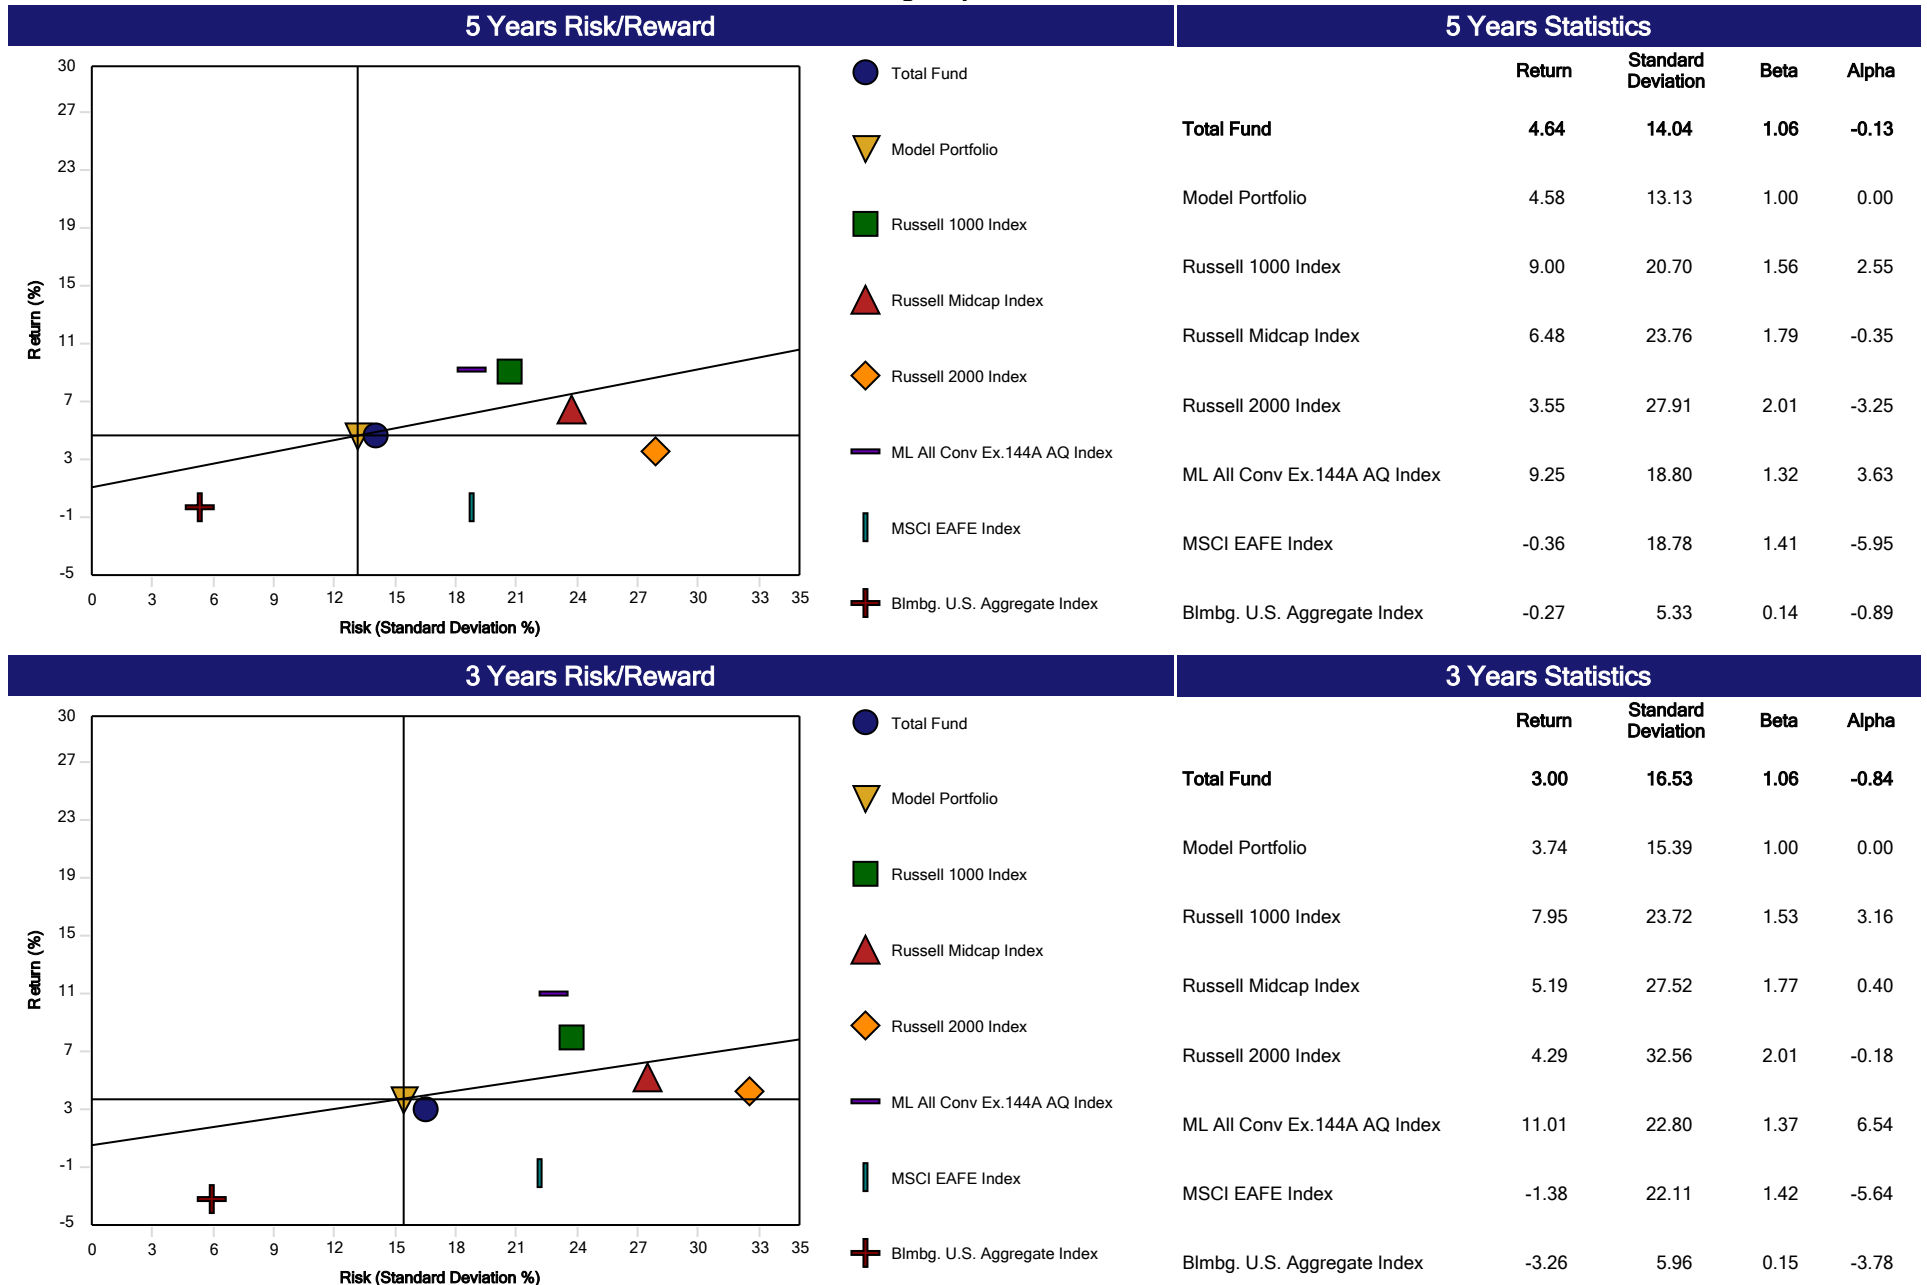 5 Years Risk/Reward
30
27
23
19
15
11
7
3
-1
-5
Return (%)
0 3 6 9 12 15 18 21 24 27 30 33 35
Risk (Standard Deviation %)
Total Fund
Model Portfolio
Russell 1000 Index
Russell Midcap Index
Russell 2000 Index
ML All Conv Ex.144A AQ Index
MSCI EAFE Index
Blmbg. U.S. Aggregate Index
5 Years Statistics
Return Standard Deviation Beta Alpha
Total Fund 4.64 14.04 1.06 -0.13
Model Portfolio 4.58 13.13 1.00 0.00
Russell 1000 Index 9.00 20.70 1.56 2.55
Russell Midcap Index 6.48 23.76 1.79 -0.35
Russell 2000 Index 3.55 27.91 2.01 -3.25
ML All Conv Ex.144A AQ Index 9.25 18.80 1.32 3.63
MSCI EAFE Index -0.36 18.78 1.41 -5.95
Blmbg. U.S. Aggregate Index -0.27 5.33 0.14 -0.89
3 Years Risk/Reward
30
27
23
19
15
11
7
3
-1
-5
Return (%)
0 3 6 9 12 15 18 21 24 27 30 33 35
Risk (Standard Deviation %)
Total Fund
Model Portfolio
Russell 1000 Index
Russell Midcap Index
Russell 2000 Index
ML All Conv Ex.144A AQ Index
MSCI EAFE Index
Blmbg. U.S. Aggregate Index
3 Years Statistics
Return Standard Deviation Beta Alpha
Total Fund 3.00 16.53 1.06 -0.84
Model Portfolio 3.74 15.39 1.00 0.00
Russell 1000 Index 7.95 23.72 1.53 3.16
Russell Midcap Index 5.19 27.52 1.77 0.40
Russell 2000 Index 4.29 32.56 2.01 -0.18
ML All Conv Ex.144A AQ Index 11.01 22.80 1.37 6.54
MSCI EAFE Index -1.38 22.11 1.42 -5.64
Blmbg. U.S. Aggregate Index -3.26 5.96 0.15 -3.78